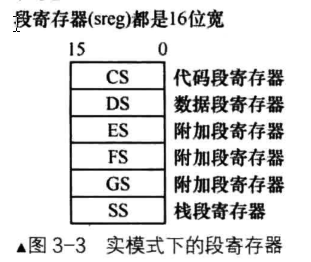 段寄存器(sreg)都是16位宽
15 0
CS 代码段寄存器
DS 数据段寄存器
ES 附加段寄存器
FS 附加段寄存器
GS 附加段寄存器
SS 栈段寄存器
▲图 3-3 实模式下的段寄存器